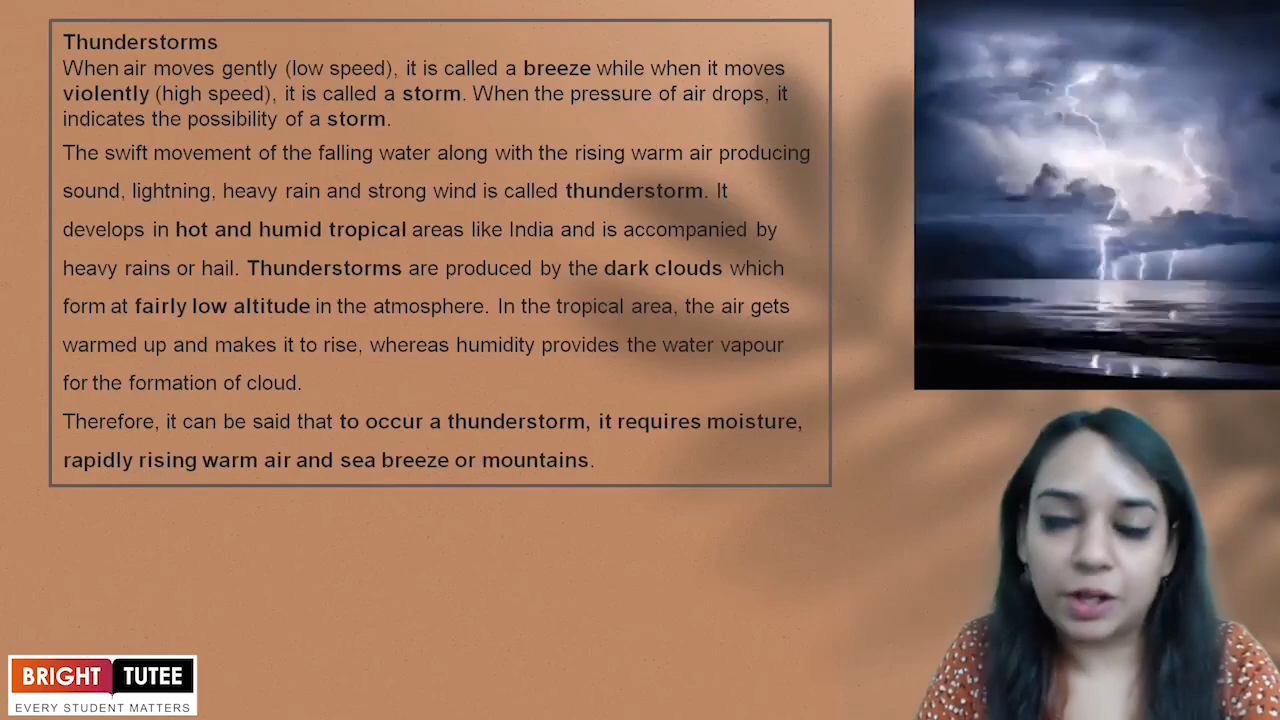 Thunderstorms
When air moves gently (low speed), it is called a breeze while when it moves
violently (high speed), it is called a storm. When the pressure of air drops, it
indicates the possibility of a storm.
The swift movement of the falling water along with the rising warm air producing
sound, lightning, heavy rain and strong wind is called thunderstorm. It
develops in hot and humid tropical areas like India and is accompanied by
heavy rains or hail. Thunderstorms are produced by the dark clouds which
form at fairly low altitude in the atmosphere. In the tropical area, the air gets
warmed up and makes it to rise, whereas humidity provides the water vapour
for the formation of cloud.
Therefore, it can be said that to occur a thunderstorm, it requires moisture,
rapidly rising warm air and sea breeze or mountains.
BRIGHT TUTEE
EVERY STUDENT MATTERS